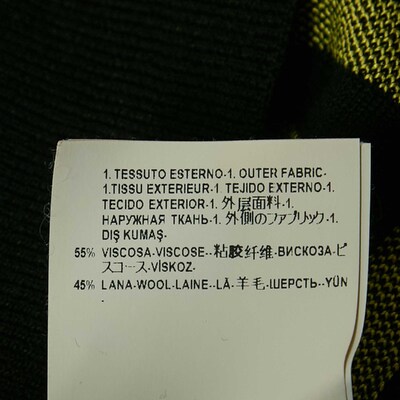 1. TESSUTO ESTERNO-1. OUTER FABRIC-
1.TISSU EXTERIEUR-1. TEJIDO EXTERNO-1.
TECIDO EXTERIOR-1. 外层面料-1.
НАРУЖНАЯ ТКАНЬ-1. 外側のファブリック-1.
DIŞ KUMAŞ-
55% VISCOSA-VISCOSE--粘胶纤维-ВИСКОЗА-ビ
スコース-VİSKOZ-
45% LANA-WOOL-LAINE--LÃ-羊毛-ШЕРСТЬ--YÜN
-